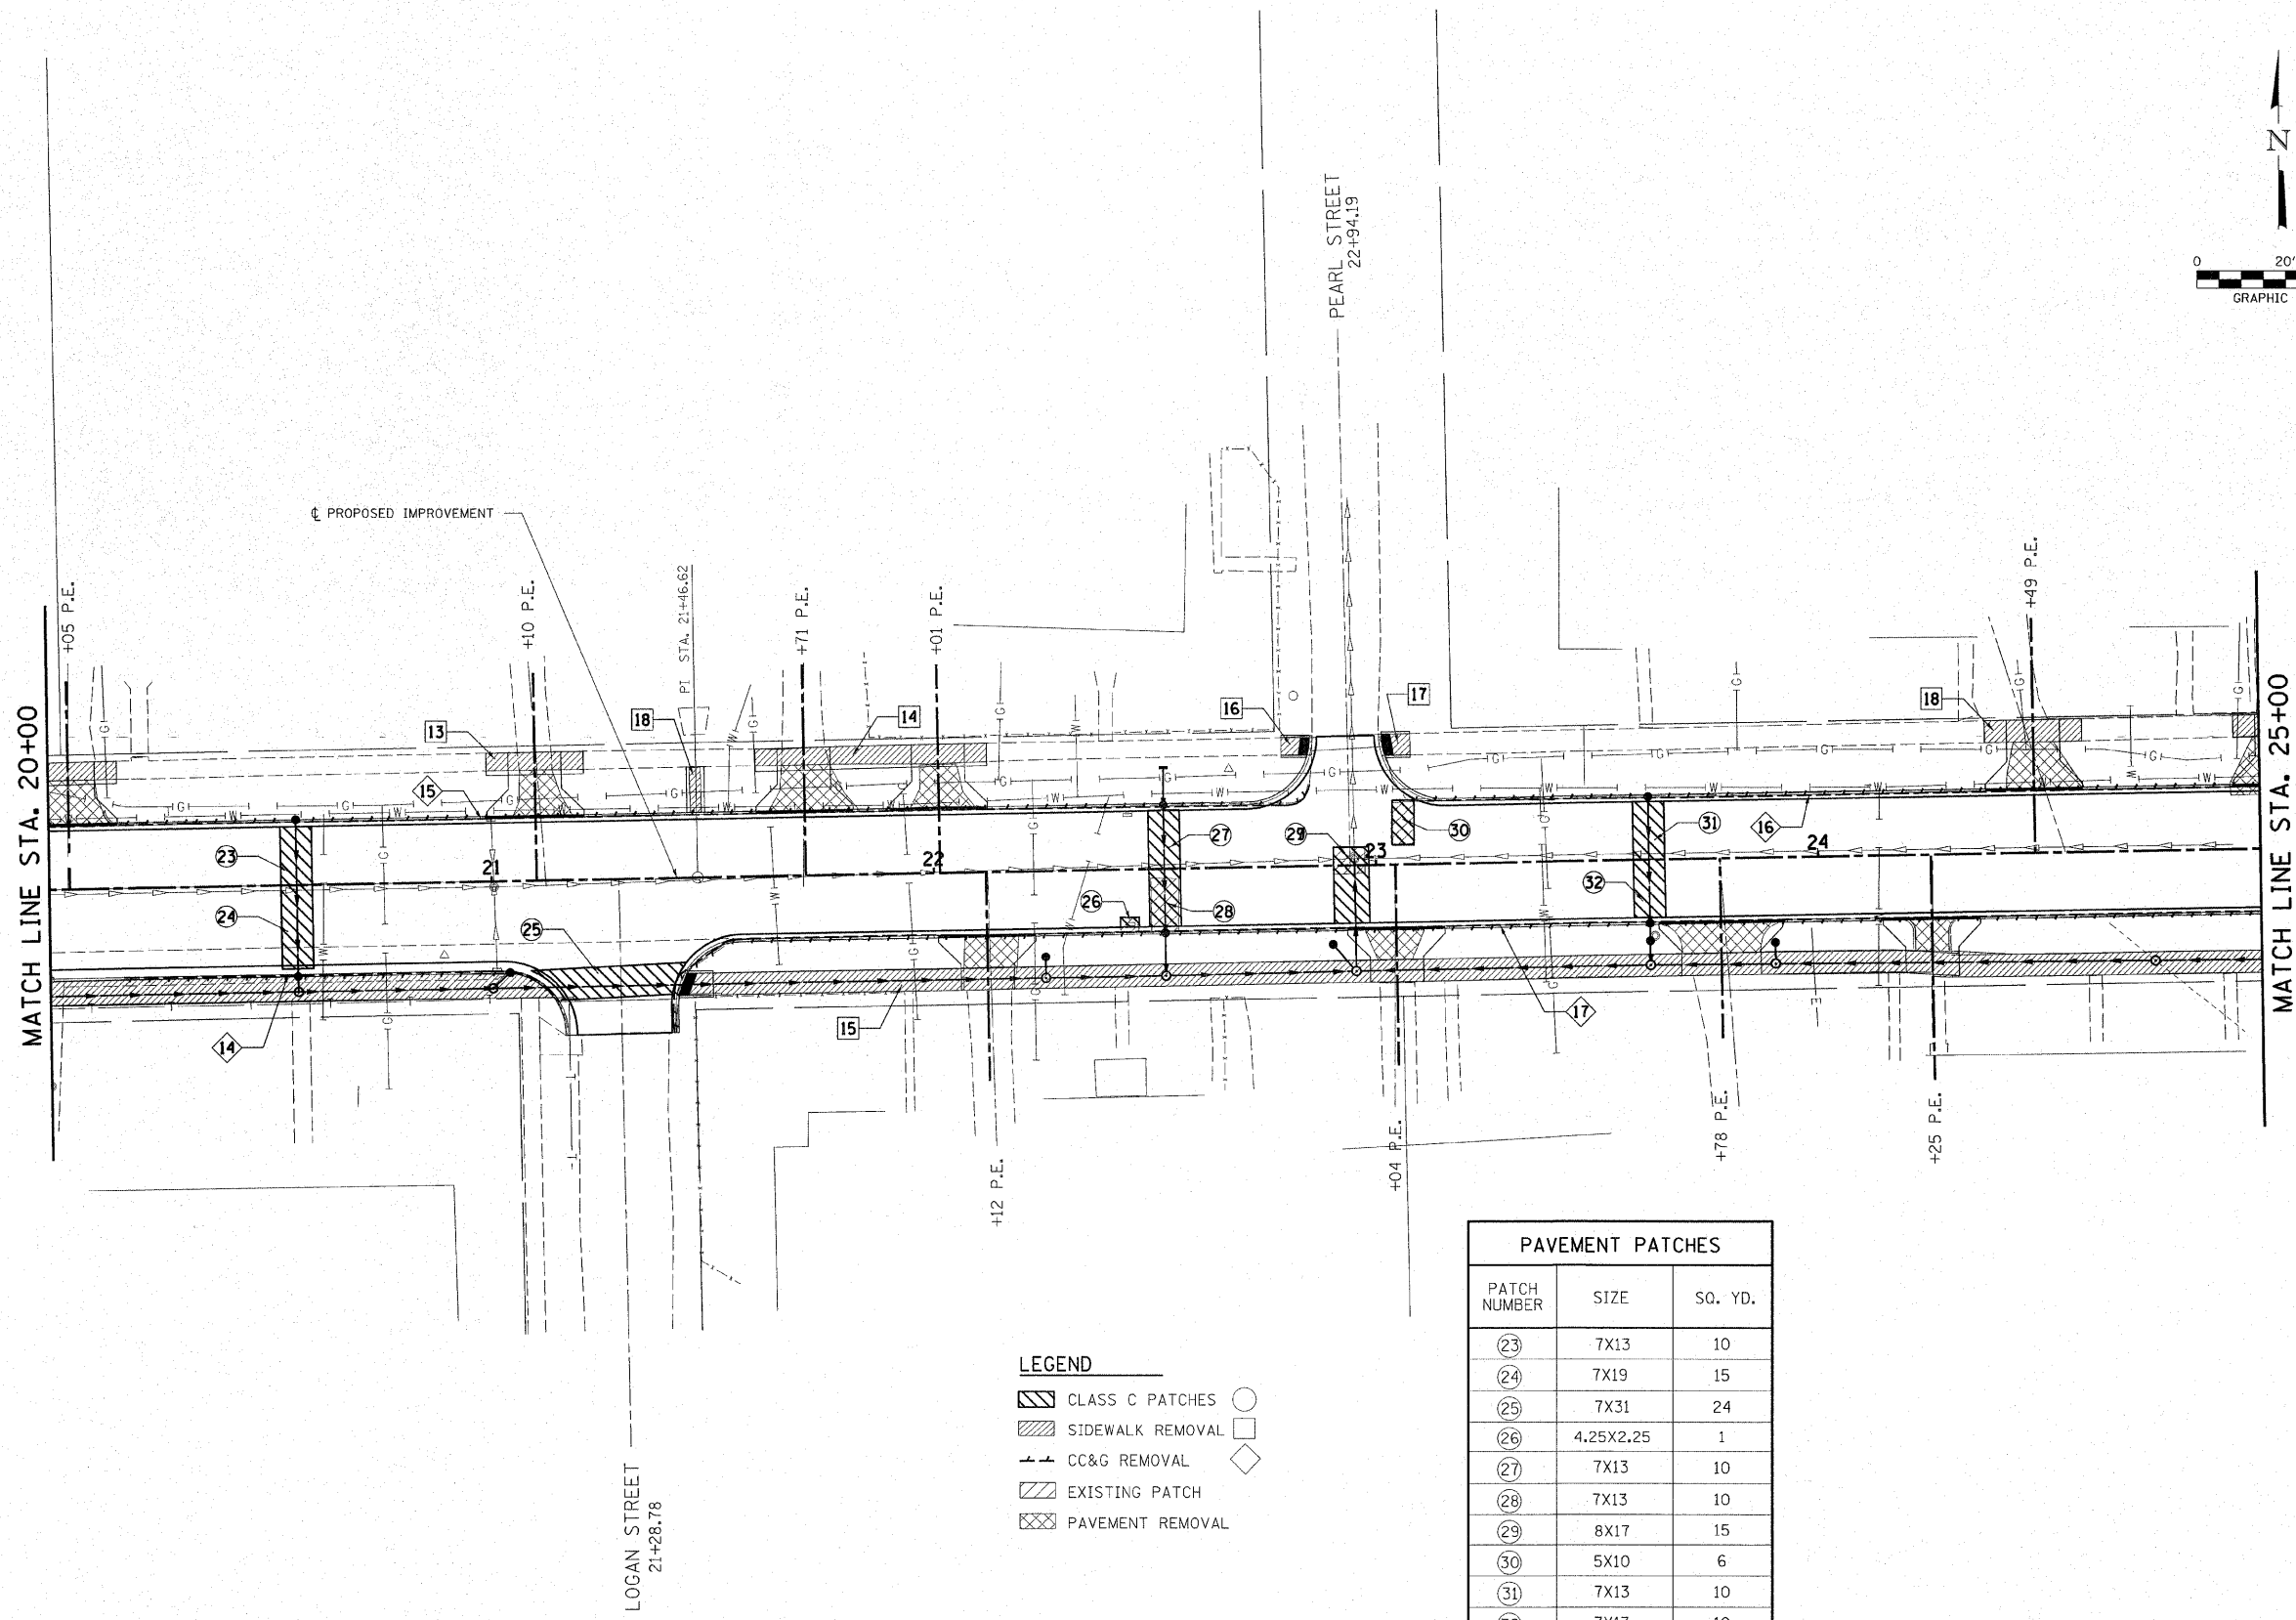 PEARL STREET
22+94.19
N
0 20'
GRAPHIC
℄ PROPOSED IMPROVEMENT
+05 P.E.
+10 P.E.
PI STA. 21+46.62
+71 P.E.
+01 P.E.
+49 P.E.
MATCH LINE STA. 20+00
MATCH LINE STA. 25+00
13
18
14
16
17
18
15
16
23
21
22
27
29
23
30
31
24
24
25
26
28
32
14
15
17
+12 P.E.
+04 P.E.
+78 P.E.
+25 P.E.
LOGAN STREET
21+28.78
LEGEND
CLASS C PATCHES
SIDEWALK REMOVAL
CC&G REMOVAL
EXISTING PATCH
PAVEMENT REMOVAL
PAVEMENT PATCHES
PATCH NUMBER SIZE SQ. YD.
23 7X13 10
24 7X19 15
25 7X31 24
26 4.25X2.25 1
27 7X13 10
28 7X13 10
29 8X17 15
30 5X10 6
31 7X13 10